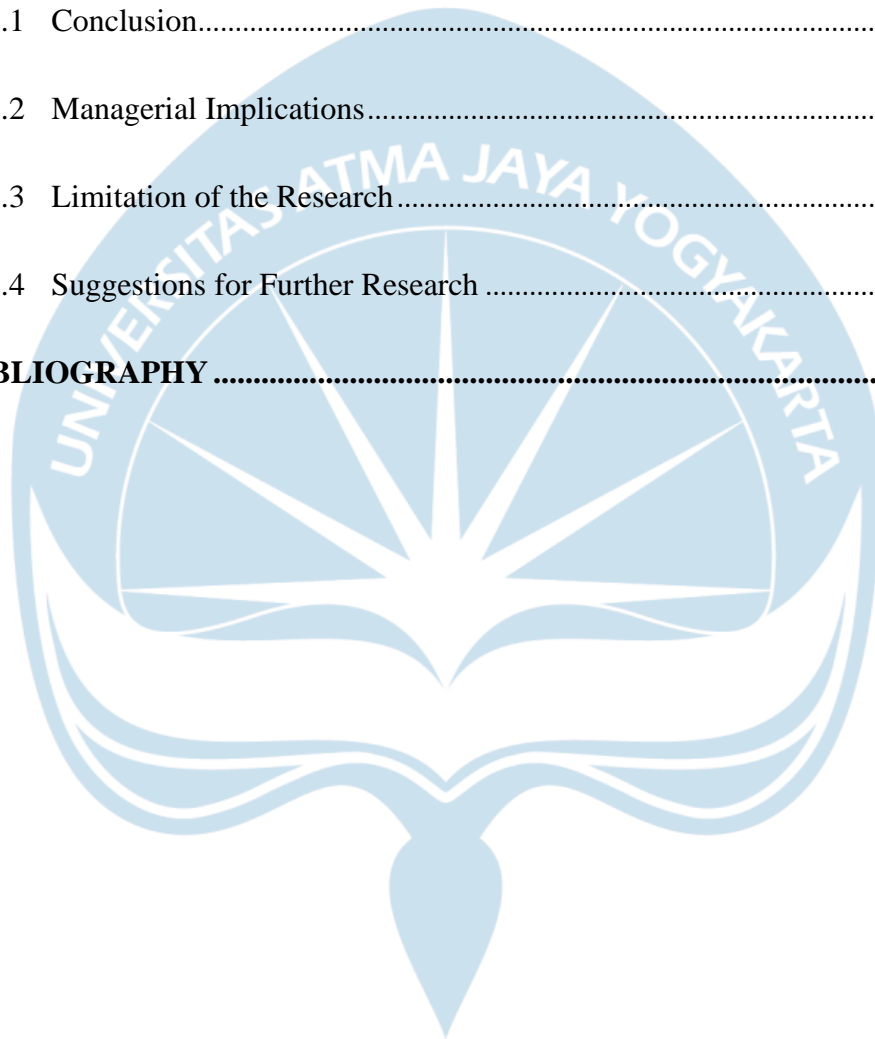 .1 Conclusion...............................................................................................
.2 Managerial Implications...............................................................................
.3 Limitation of the Research...........................................................................
.4 Suggestions for Further Research ................................................................
BLIOGRAPHY .......................................................................................
UNIVERSITAS ATMA JAYA YOGYAKARTA